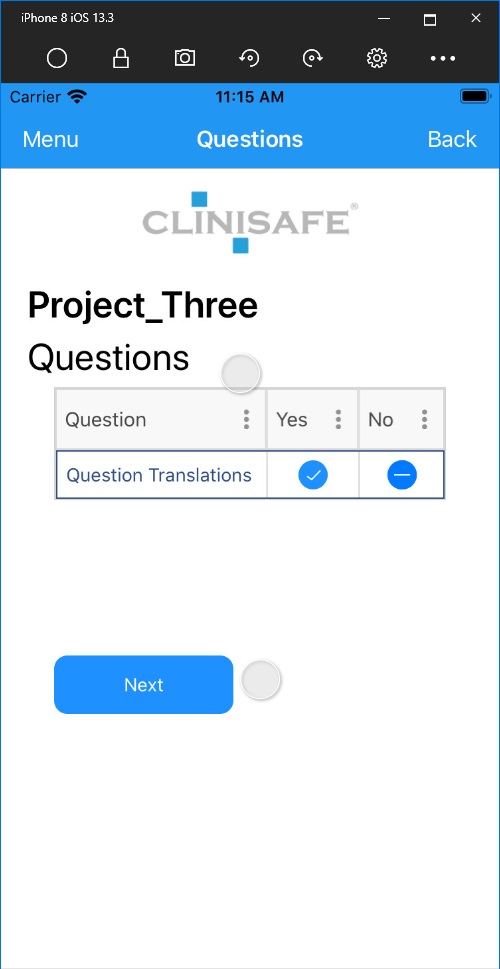 iPhone 8 iOS 13.3
Carrier 11:15 AM
Menu Questions Back
CLINISAFE®
Project_Three
Questions
Question Yes No
Question Translations
Next